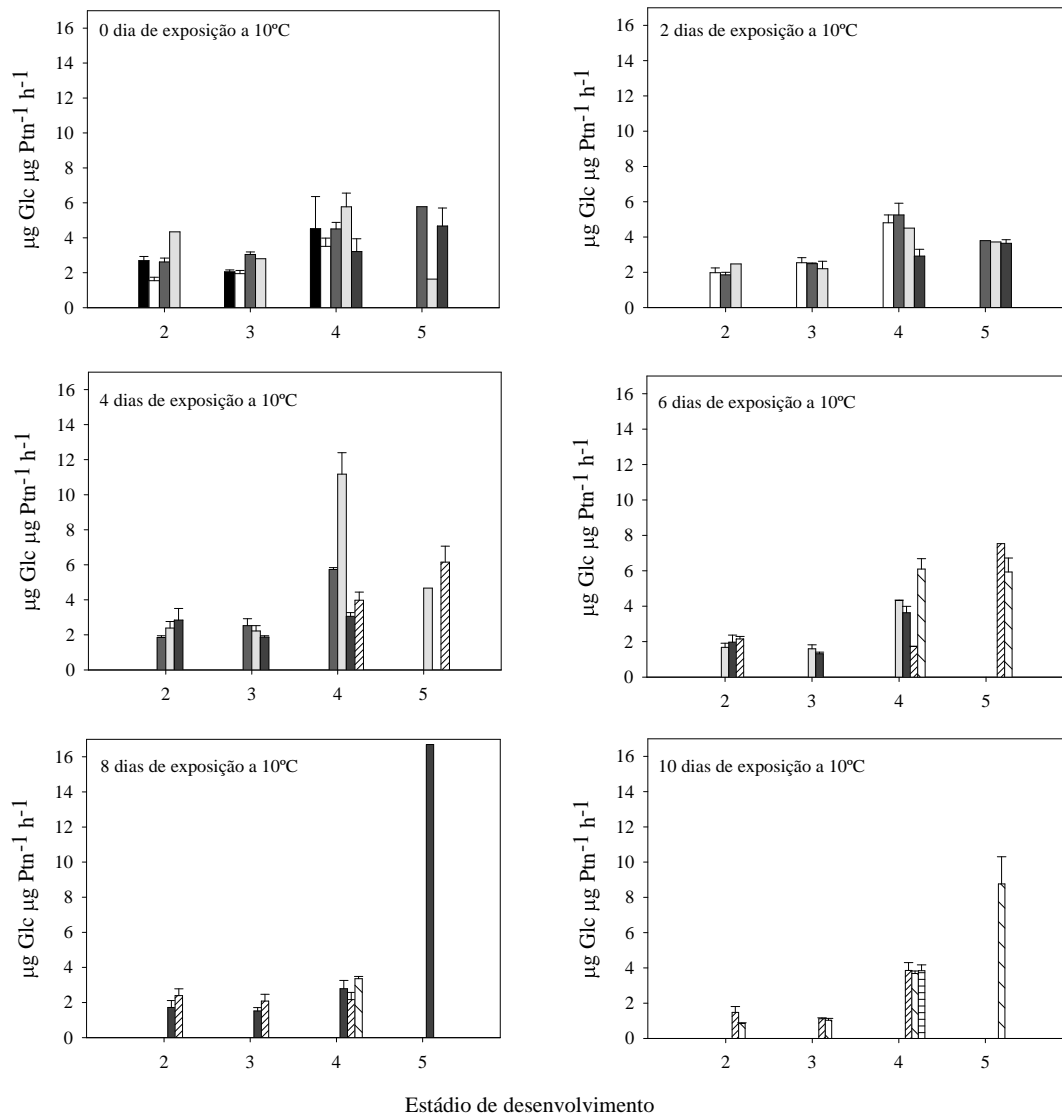 0 dia de exposição a 10ºC
µg Glc µg Ptn-1 h-1
16
14
12
10
8
6
4
2
0
2 3 4 5
2 dias de exposição a 10ºC
µg Glc µg Ptn-1 h-1
16
14
12
10
8
6
4
2
0
2 3 4 5
4 dias de exposição a 10ºC
µg Glc µg Ptn-1 h-1
16
14
12
10
8
6
4
2
0
2 3 4 5
6 dias de exposição a 10ºC
µg Glc µg Ptn-1 h-1
16
14
12
10
8
6
4
2
0
2 3 4 5
8 dias de exposição a 10ºC
µg Glc µg Ptn-1 h-1
16
14
12
10
8
6
4
2
0
2 3 4 5
10 dias de exposição a 10ºC
µg Glc µg Ptn-1 h-1
16
14
12
10
8
6
4
2
0
2 3 4 5
Estádio de desenvolvimento